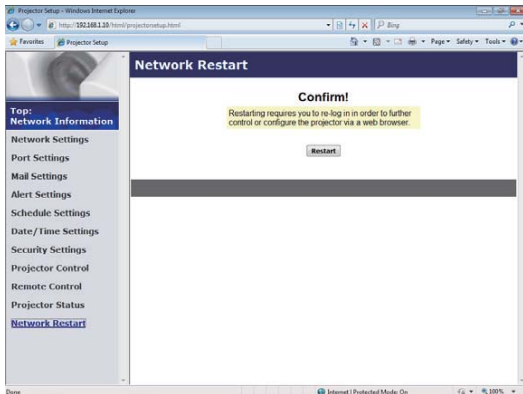 Projector Setup - Windows Internet Explorer
http://192.168.1.10/html/projectorsetup.html
Bing
Favorites
Projector Setup
Page
Safety
Tools
Network Restart
Confirm!
Restarting requires you to re-log in in order to further
control or configure the projector via a web browser.
Restart
Top:
Network Information
Network Settings
Port Settings
Mail Settings
Alert Settings
Schedule Settings
Date/Time Settings
Security Settings
Projector Control
Remote Control
Projector Status
Network Restart
Done
Internet | Protected Mode: On
100%